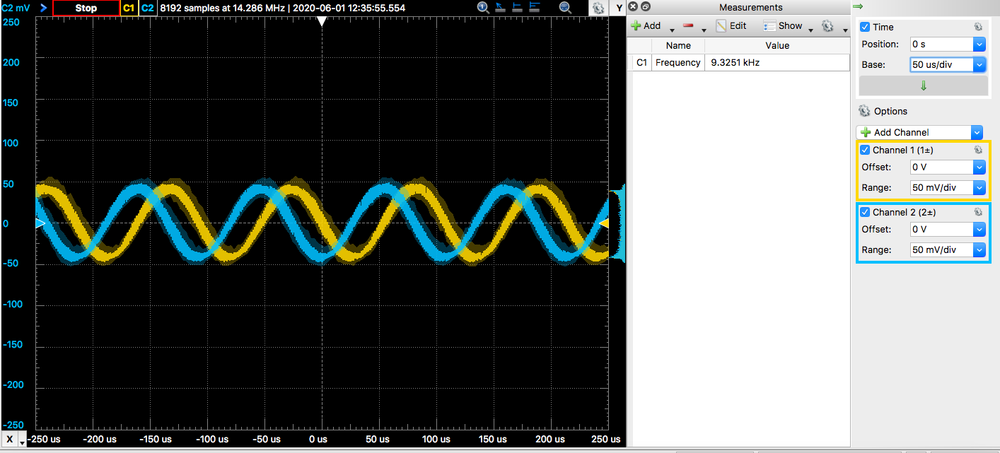 C2 mV Stop C1 C2 8192 samples at 14.286 MHz | 2020-06-01 12:35:55.554 Y
250
200
150
100
50
0
-50
-100
-150
-200
-250
X -250 us -200 us -150 us -100 us -50 us 0 us 50 us 100 us 150 us 200 us 250 us
Measurements
Add Edit Show
Name Value
C1 Frequency 9.3251 kHz
Time
Position: 0 s
Base: 50 us/div
Options
Add Channel
Channel 1 (1±)
Offset: 0 V
Range: 50 mV/div
Channel 2 (2±)
Offset: 0 V
Range: 50 mV/div